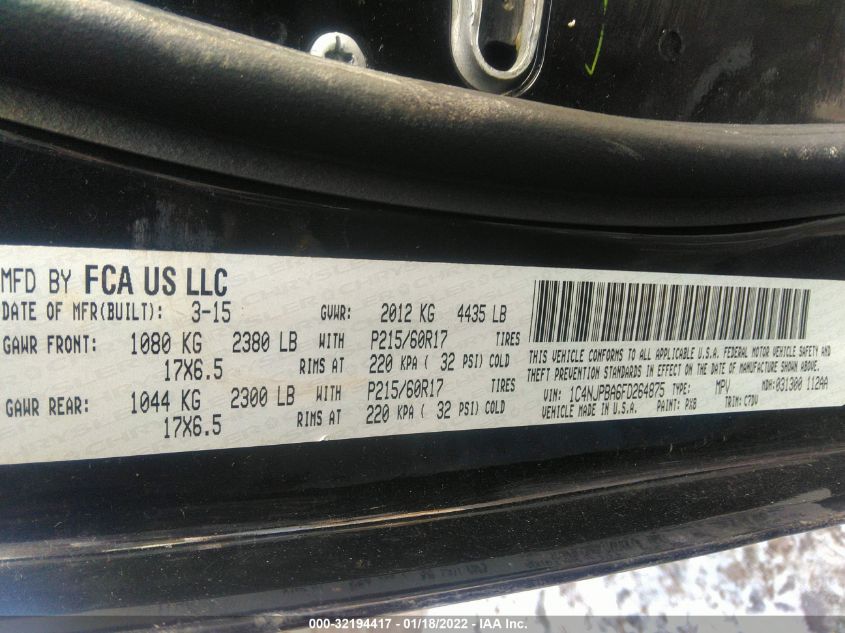 MFD BY FCA US LLC
DATE OF MFR(BUILT): 3-15 GVWR: 2012 KG 4435 LB
GAWR FRONT: 1080 KG 2380 LB WITH P215/60R17 TIRES
17X6.5 RIMS AT 220 KPA ( 32 PSI) COLD
GAWR REAR: 1044 KG 2300 LB WITH P215/60R17 TIRES
17X6.5 RIMS AT 220 KPA ( 32 PSI) COLD
THIS VEHICLE CONFORMS TO ALL APPLICABLE U.S.A. FEDERAL MOTOR VEHICLE SAFETY AND
THEFT PREVENTION STANDARDS IN EFFECT ON THE DATE OF MANUFACTURE SHOWN ABOVE
VIN: 1C4NJPBA6FD264875 TYPE: MPV MDH: 031300 112AA
VEHICLE MADE IN U.S.A. PAINT: PX8 TRIM: C7DV
000-32194417 - 01/18/2022 - IAA Inc.